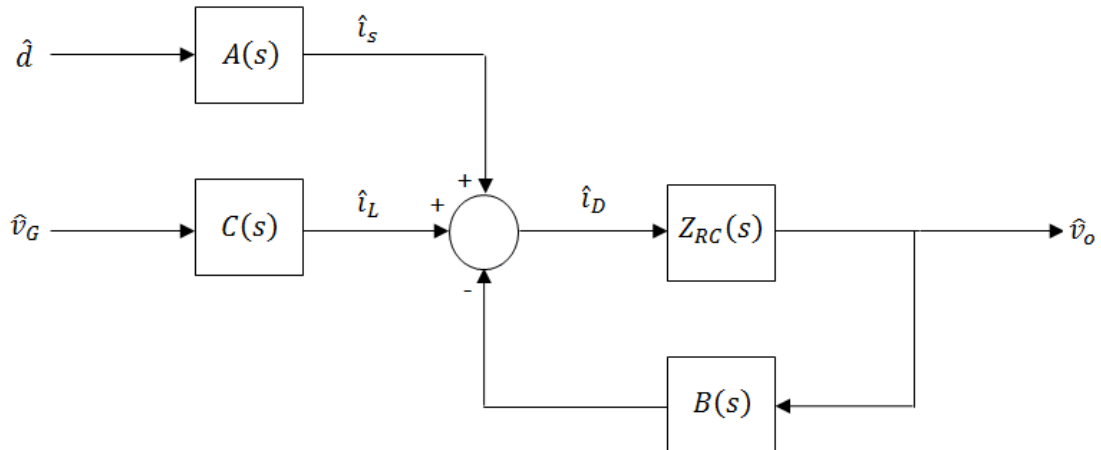 d̂
A(s)
î_s
v̂_G
C(s)
î_L
+
+
-
î_D
Z_RC(s)
v̂_o
B(s)